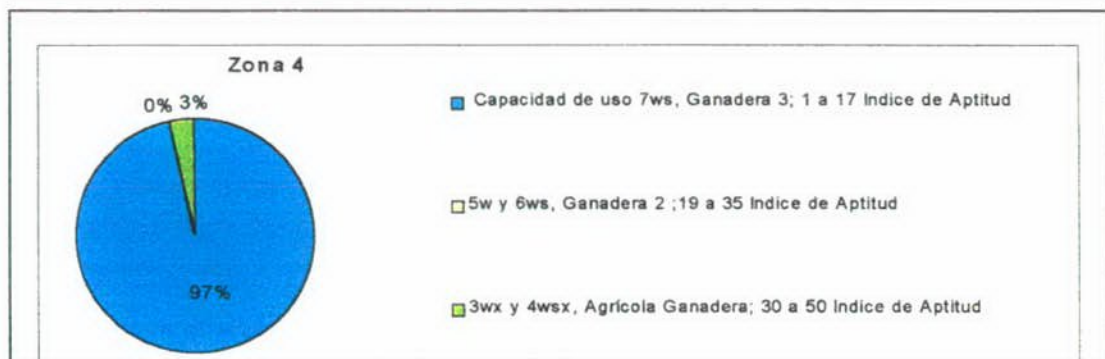 Zona 4
0% 3%
Capacidad de uso 7ws, Ganadera 3; 1 a 17 Indice de Aptitud
5w y 6ws, Ganadera 2 ;19 a 35 Indice de Aptitud
97%
3wx y 4wsx, Agrícola Ganadera; 30 a 50 Indice de Aptitud